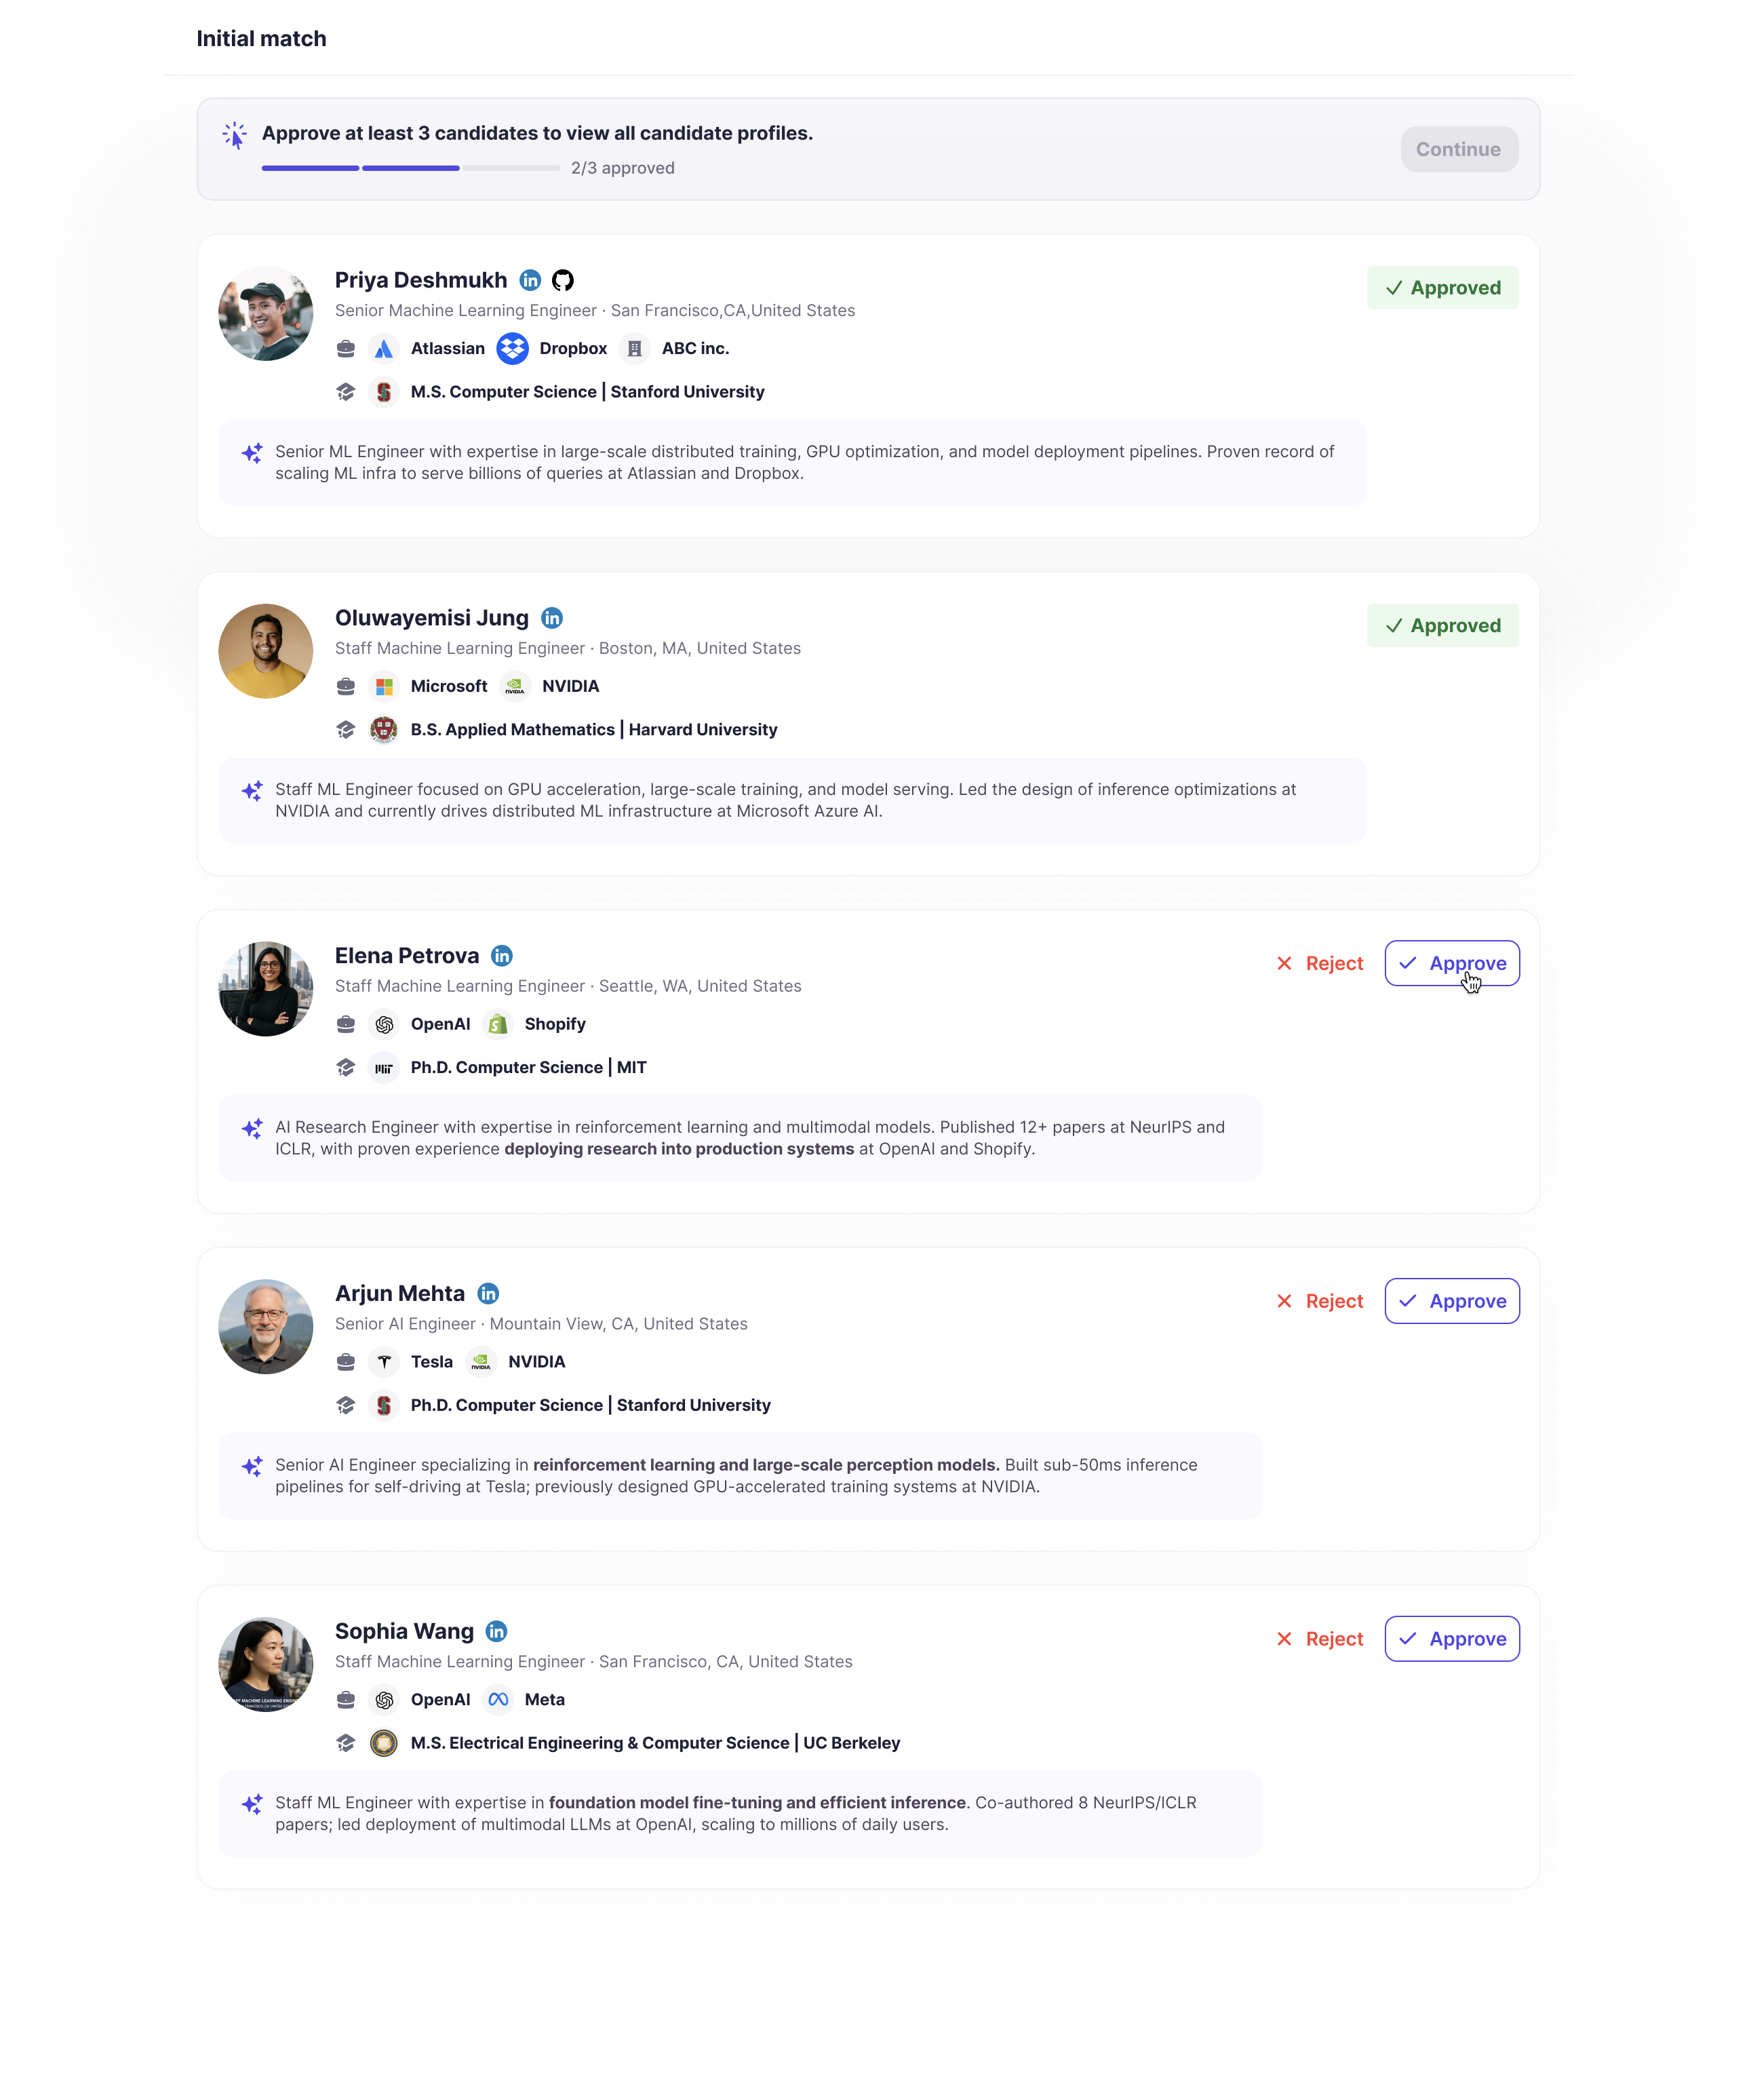 Initial match
Approve at least 3 candidates to view all candidate profiles.
2/3 approved
Continue
Priya Deshmukh
Approved
Senior Machine Learning Engineer · San Francisco,CA,United States
Atlassian Dropbox ABC inc.
M.S. Computer Science | Stanford University
Senior ML Engineer with expertise in large-scale distributed training, GPU optimization, and model deployment pipelines. Proven record of
scaling ML infra to serve billions of queries at Atlassian and Dropbox.
Oluwayemisi Jung
Approved
Staff Machine Learning Engineer · Boston, MA, United States
Microsoft NVIDIA NVIDIA
B.S. Applied Mathematics | Harvard University
Staff ML Engineer focused on GPU acceleration, large-scale training, and model serving. Led the design of inference optimizations at
NVIDIA and currently drives distributed ML infrastructure at Microsoft Azure AI.
Elena Petrova
Reject Approve
Staff Machine Learning Engineer · Seattle, WA, United States
OpenAI Shopify
Ph.D. Computer Science | MIT
AI Research Engineer with expertise in reinforcement learning and multimodal models. Published 12+ papers at NeurIPS and
ICLR, with proven experience deploying research into production systems at OpenAI and Shopify.
Arjun Mehta
Reject Approve
Senior AI Engineer · Mountain View, CA, United States
Tesla NVIDIA NVIDIA
Ph.D. Computer Science | Stanford University
Senior AI Engineer specializing in reinforcement learning and large-scale perception models. Built sub-50ms inference
pipelines for self-driving at Tesla; previously designed GPU-accelerated training systems at NVIDIA.
Sophia Wang
Reject Approve
Staff Machine Learning Engineer · San Francisco, CA, United States
OpenAI Meta
M.S. Electrical Engineering & Computer Science | UC Berkeley
Staff ML Engineer with expertise in foundation model fine-tuning and efficient inference. Co-authored 8 NeurIPS/ICLR
papers; led deployment of multimodal LLMs at OpenAI, scaling to millions of daily users.